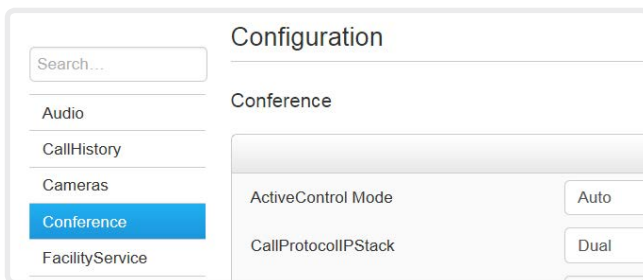 Configuration
Search...
Conference
Audio
CallHistory
Cameras
ActiveControl Mode Auto
Conference
CallProtocolIPStack Dual
FacilityService